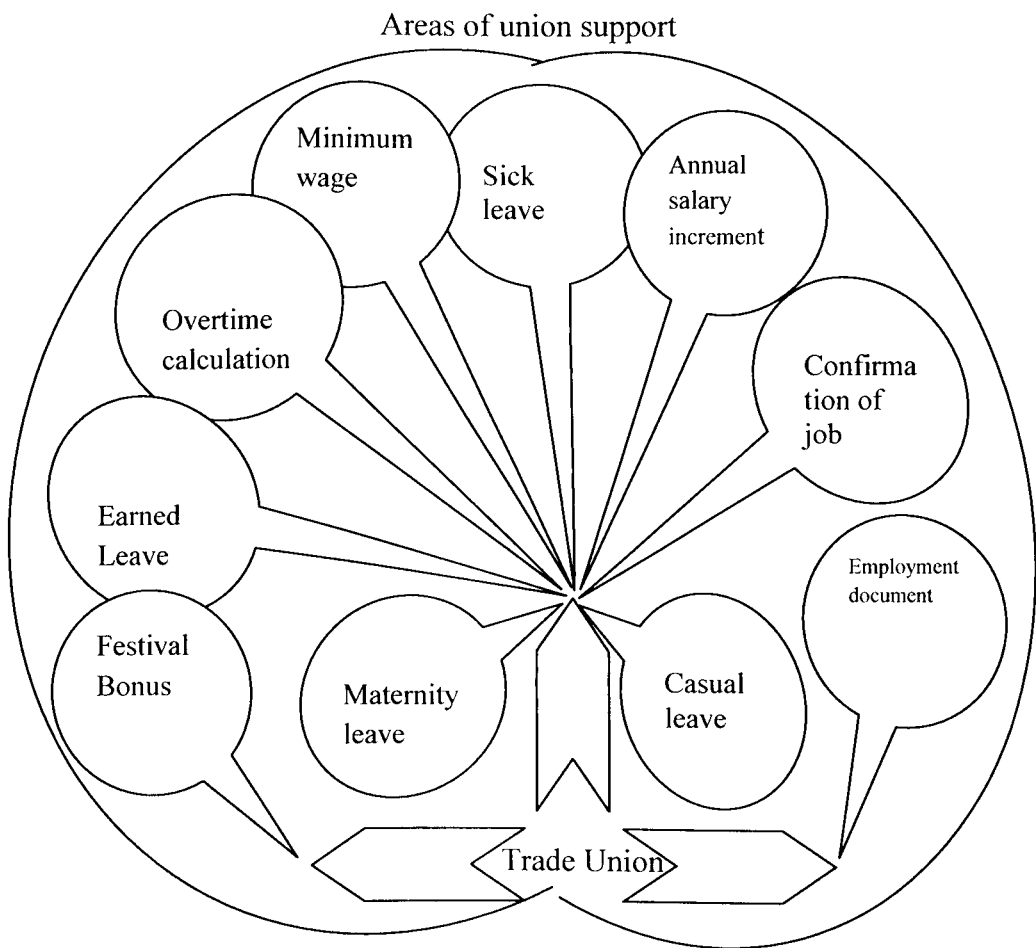 Areas of union support
Minimum
wage
Sick
leave
Annual
salary
increment
Overtime
calculation
Confirma
tion of
job
Earned
Leave
Employment
document
Festival
Bonus
Maternity
leave
Casual
leave
Trade Union